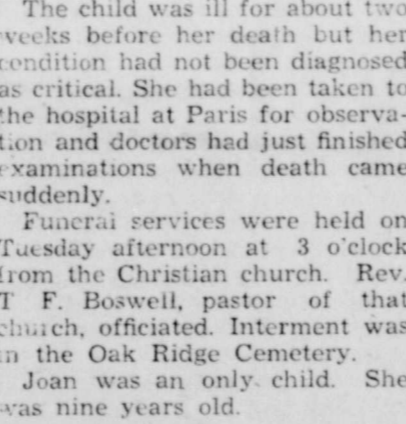 The child was ill for about two
weeks before her death but her
condition had not been diagnosed
as critical. She had been taken to
the hospital at Paris for observa-
tion and doctors had just finished
examinations when death came
suddenly.
Funeral services were held on
Tuesday afternoon at 3 o'clock
from the Christian church. Rev.
T F. Boswell, pastor of that
church, officiated. Interment was
in the Oak Ridge Cemetery.
Joan was an only child. She
was nine years old.